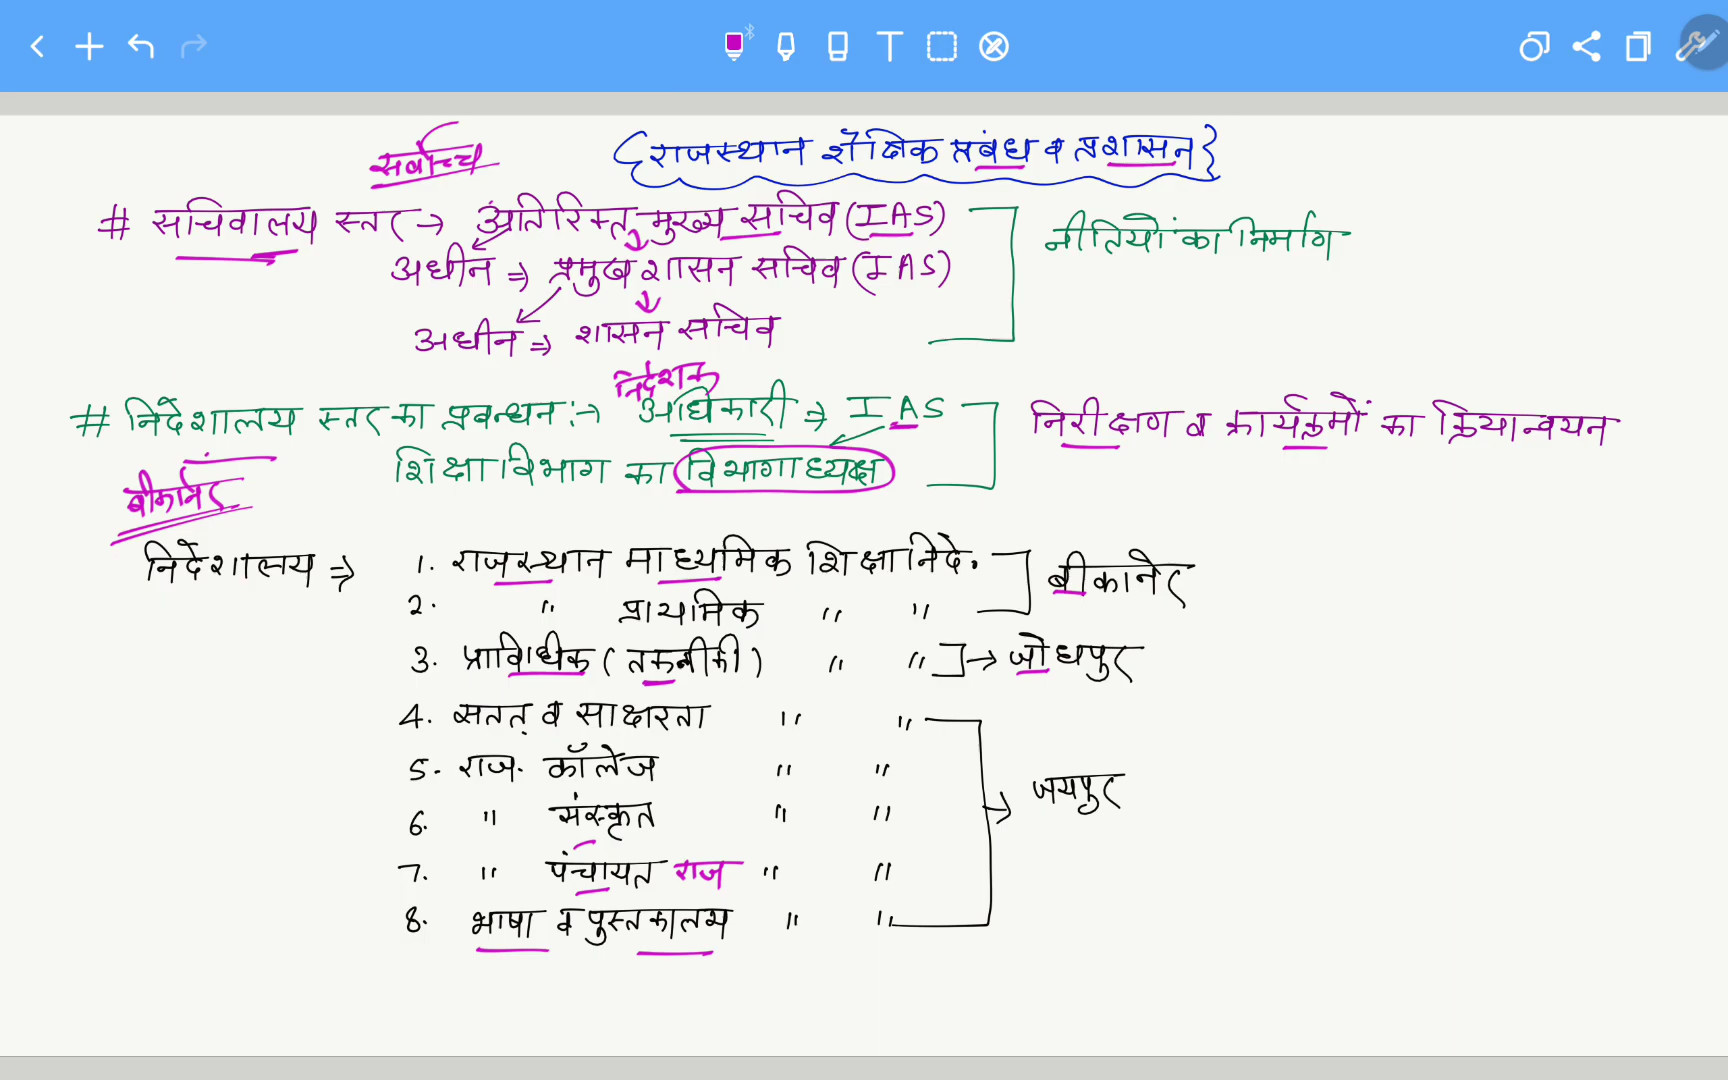 {राजस्थान शैक्षिक प्रबंध व प्रशासन}
सर्वोच्च
# सचिवालय स्तर → अतिरिक्त मुख्य सचिव (IAS)
नीतियों का निर्माण
अधीन ⇒ प्रमुख शासन सचिव (IAS)
अधीन ⇒ शासन सचिव
निदेशक
# निर्देशालय स्तर का प्रबन्धन :→ अधिकारी ⇒ IAS
निरीक्षण व कार्यक्रमों का क्रियान्वयन
शिक्षा विभाग का विभागाध्यक्ष
बीकानेर
निर्देशालय ⇒ 1. राजस्थान माध्यमिक शिक्षा निदे.
बीकानेर
2. " प्राथमिक " "
3. प्राविधिक (तकनीकी) " " → जोधपुर
4. सतत् व साक्षरता " "
5. राज. कॉलेज " "
→ जयपुर
6. " संस्कृत " "
7. " पंचायत राज " "
8. भाषा व पुस्तकालय " "